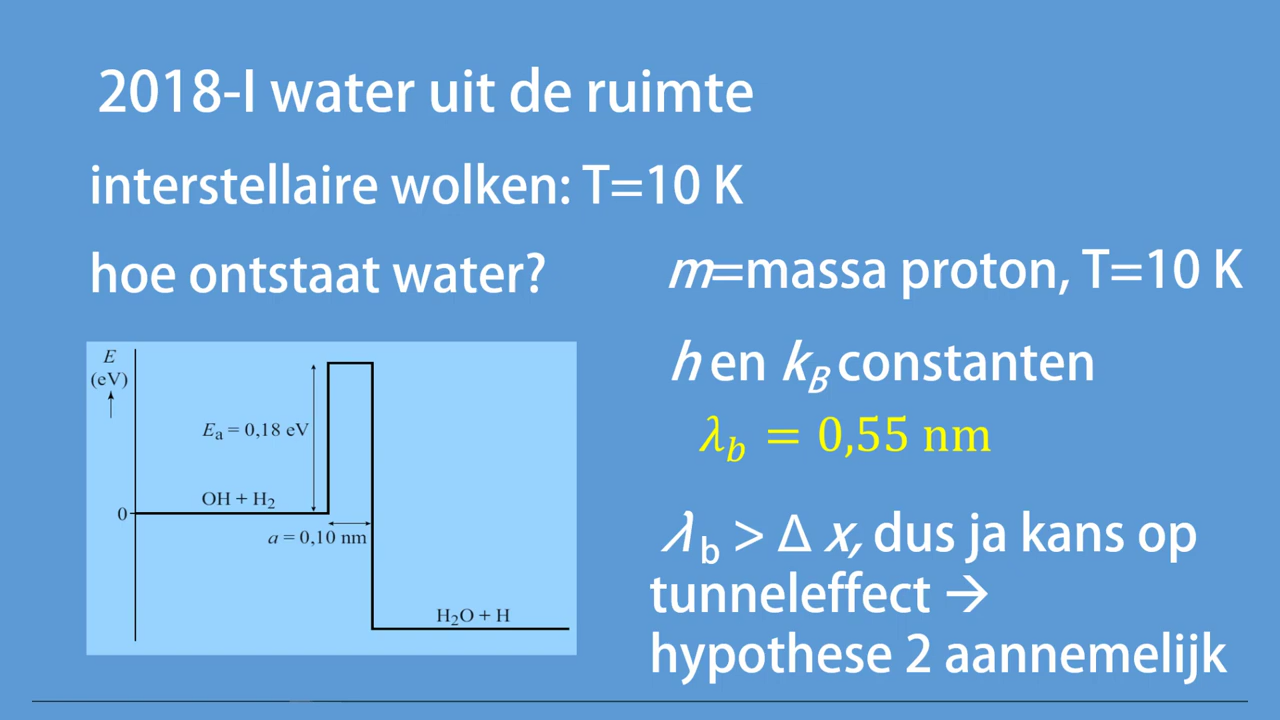 2018-I water uit de ruimte
interstellaire wolken: T=10 K
hoe ontstaat water?
m=massa proton, T=10 K
h en k_B constanten
λ_b = 0,55 nm
λ_b > Δ x, dus ja kans op
tunneleffect →
hypothese 2 aannemelijk
E
(eV)
E_a = 0,18 eV
OH + H₂
0
a = 0,10 nm
H₂O + H